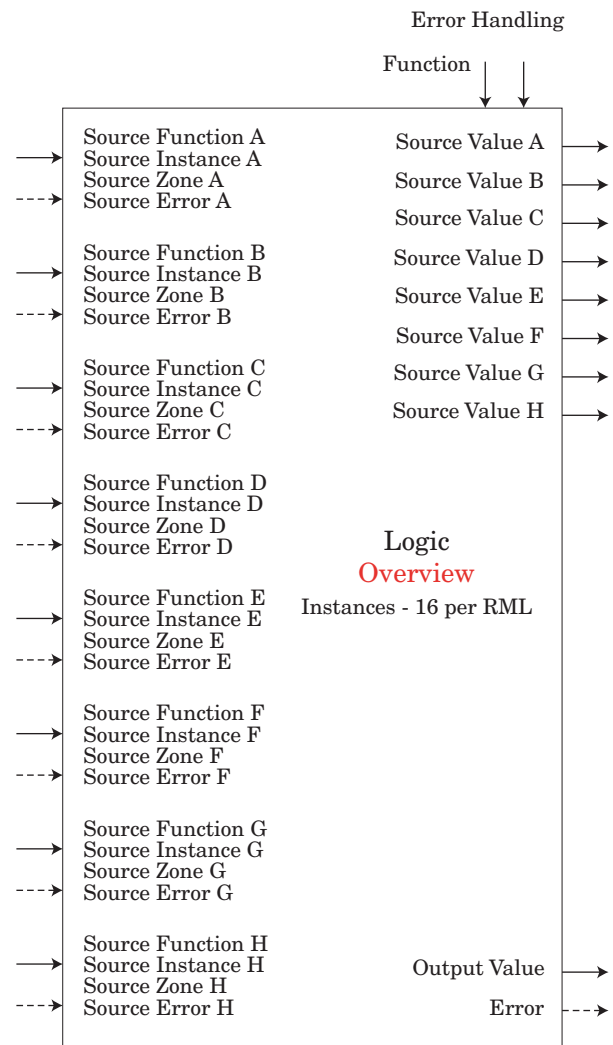 Error Handling
Function
Source Function A
Source Instance A
Source Zone A
Source Error A
Source Function B
Source Instance B
Source Zone B
Source Error B
Source Function C
Source Instance C
Source Zone C
Source Error C
Source Function D
Source Instance D
Source Zone D
Source Error D
Source Function E
Source Instance E
Source Zone E
Source Error E
Source Function F
Source Instance F
Source Zone F
Source Error F
Source Function G
Source Instance G
Source Zone G
Source Error G
Source Function H
Source Instance H
Source Zone H
Source Error H
Source Value A
Source Value B
Source Value C
Source Value D
Source Value E
Source Value F
Source Value G
Source Value H
Logic
Overview
Instances - 16 per RML
Output Value
Error